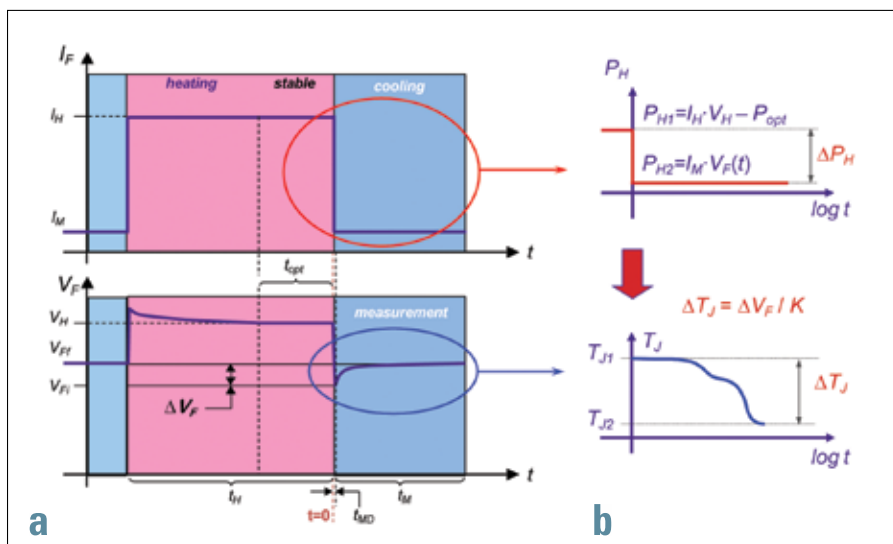 I_F
heating
stable
cooling
I_H
I_M
t
V_F
t_opt
V_H
measurement
V_Ff
V_Fi
ΔV_F
t
t_H
t=0
t_MD
t_M
a
P_H
P_H1=I_H·V_H – P_opt
ΔP_H
P_H2=I_M·V_F(t)
log t
ΔT_J = ΔV_F / K
T_J1
T_J
ΔT_J
T_J2
log t
b